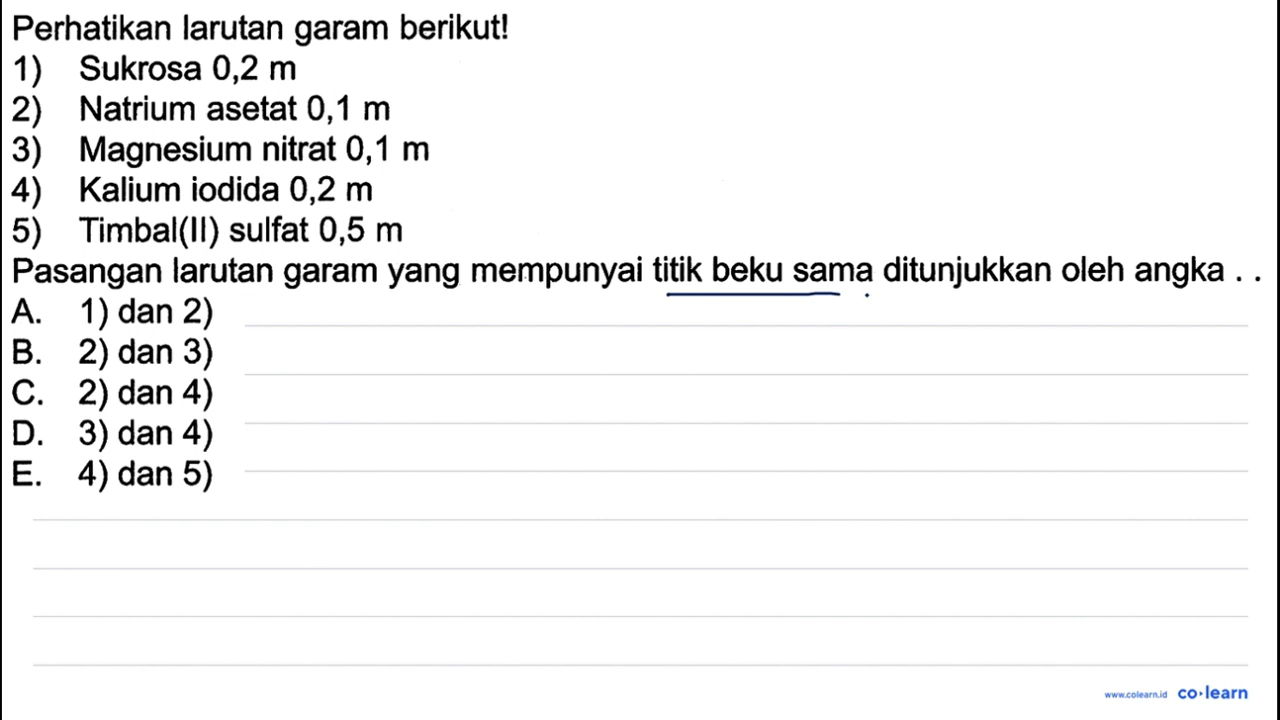 Perhatikan larutan garam berikut!
1) Sukrosa 0,2 m
2) Natrium asetat 0,1 m
3) Magnesium nitrat 0,1 m
4) Kalium iodida 0,2 m
5) Timbal(II) sulfat 0,5 m
Pasangan larutan garam yang mempunyai titik beku sama ditunjukkan oleh angka . .
A. 1) dan 2)
B. 2) dan 3)
C. 2) dan 4)
D. 3) dan 4)
E. 4) dan 5)
www.colearn.id co·learn